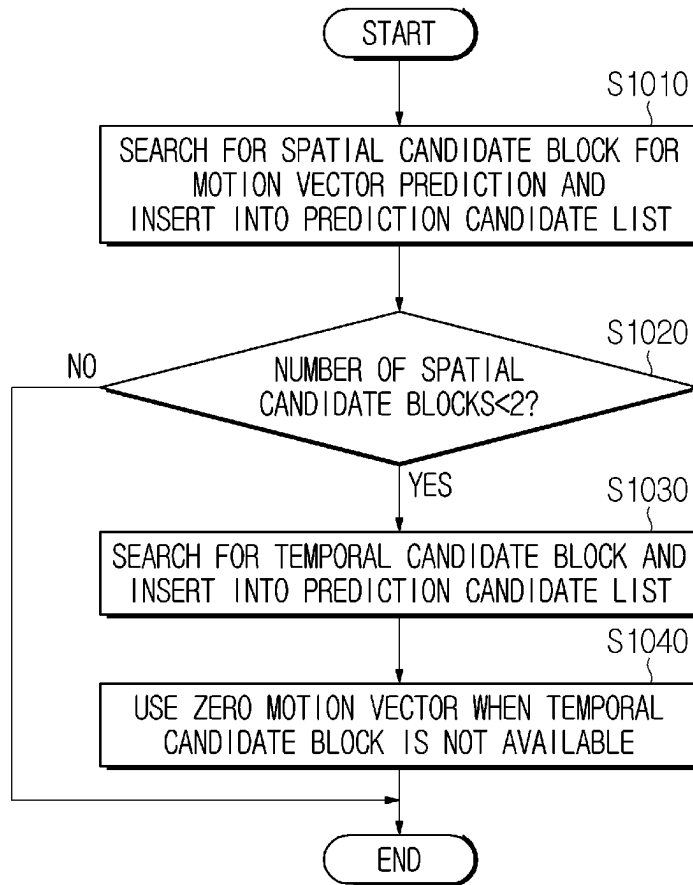 START
S1010
SEARCH FOR SPATIAL CANDIDATE BLOCK FOR
MOTION VECTOR PREDICTION AND
INSERT INTO PREDICTION CANDIDATE LIST
S1020
NO
NUMBER OF SPATIAL
CANDIDATE BLOCKS<2?
YES
S1030
SEARCH FOR TEMPORAL CANDIDATE BLOCK AND
INSERT INTO PREDICTION CANDIDATE LIST
S1040
USE ZERO MOTION VECTOR WHEN TEMPORAL
CANDIDATE BLOCK IS NOT AVAILABLE
END